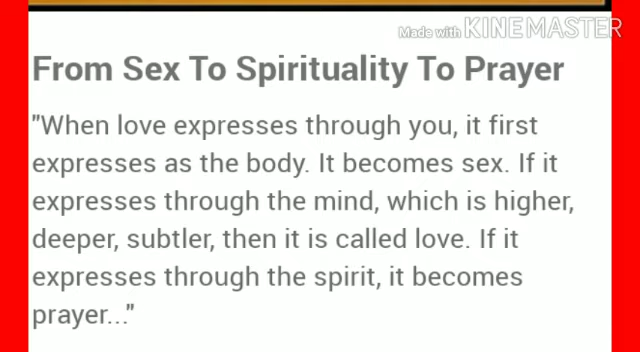 Made with KINEMASTER
From Sex To Spirituality To Prayer
"When love expresses through you, it first
expresses as the body. It becomes sex. If it
expresses through the mind, which is higher,
deeper, subtler, then it is called love. If it
expresses through the spirit, it becomes
prayer..."